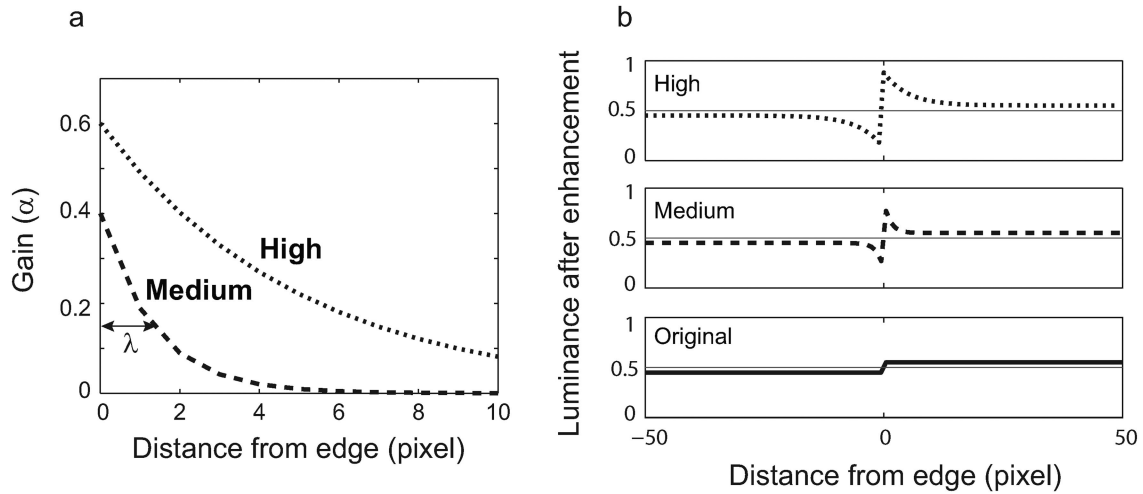 a
Gain (α)
0.6
0.4
0.2
0
High
Medium
λ
0 2 4 6 8 10
Distance from edge (pixel)
b
Luminance after enhancement
1
0.5
0
High
1
0.5
0
Medium
1
0.5
0
Original
−50 0 50
Distance from edge (pixel)